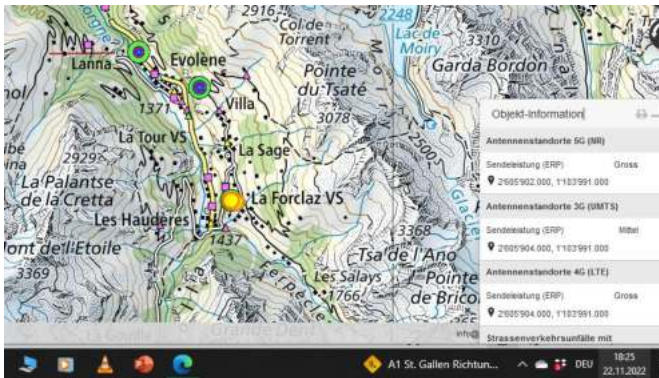 2916
Col de
Torrent
2248
Lac de
Moiry
3310
Garda Bordon
Lanna
Evolène
Pointe
du Tsaté
3078
1371
Villa
2500
La Tour VS
La Sage
2929
La Palantse
de la Cretta
La Forclaz VS
Les Haudères
1437
3368
3369
Tsa de l'Ano
Les Salays
1766
Pointe
de Brico
Objekt-Information
Antennenstandorte 5G (NR)
Sendeleistung (ERP) Gross
2'605'902.000, 1'103'991.000
Antennenstandorte 3G (UMTS)
Sendeleistung (ERP) Mittel
2'605'904.000, 1'103'991.000
Antennenstandorte 4G (LTE)
Sendeleistung (ERP) Gross
2'605'904.000, 1'103'991.000
Strassenverkehrsunfälle mit
info@
A1 St. Gallen Richtun... DEU 18:25
22.11.2022